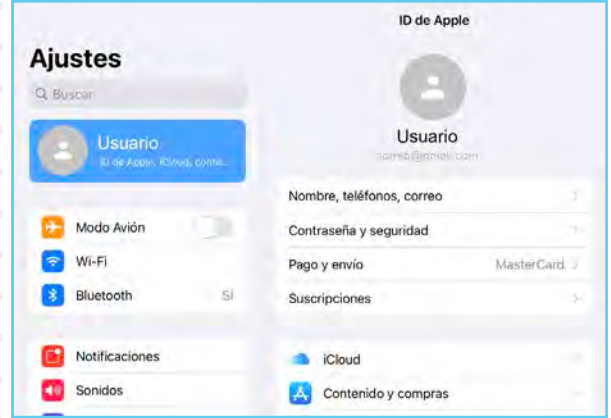 ID de Apple
Ajustes
Buscar
Usuario
ID de Apple, iCloud, conte...
Usuario
Nombre, teléfonos, correo
Contraseña y seguridad
Pago y envío MasterCard
Suscripciones
Modo Avión
Wi-Fi
Bluetooth Sí
Notificaciones
Sonidos
iCloud
Contenido y compras